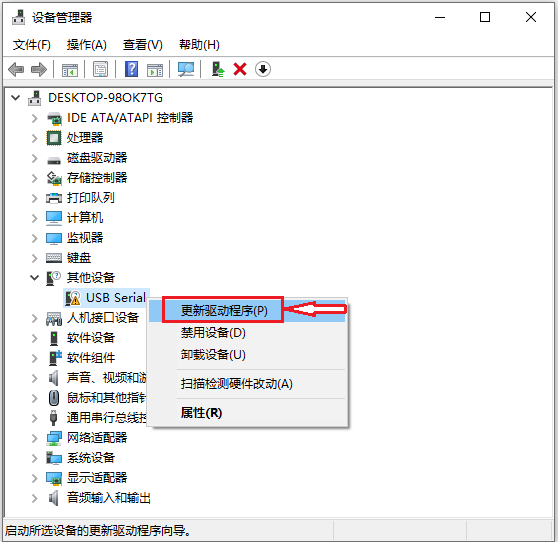 设备管理器
文件(F) 操作(A) 查看(V) 帮助(H)
DESKTOP-98OK7TG
IDE ATA/ATAPI 控制器
处理器
磁盘驱动器
存储控制器
打印队列
计算机
监视器
键盘
其他设备
USB Serial
更新驱动程序(P)
人机接口设备
禁用设备(D)
软件设备
卸载设备(U)
软件组件
声音、视频和游
扫描检测硬件改动(A)
鼠标和其他指针
属性(R)
通用串行总线控
网络适配器
系统设备
显示适配器
音频输入和输出
启动所选设备的更新驱动程序向导。